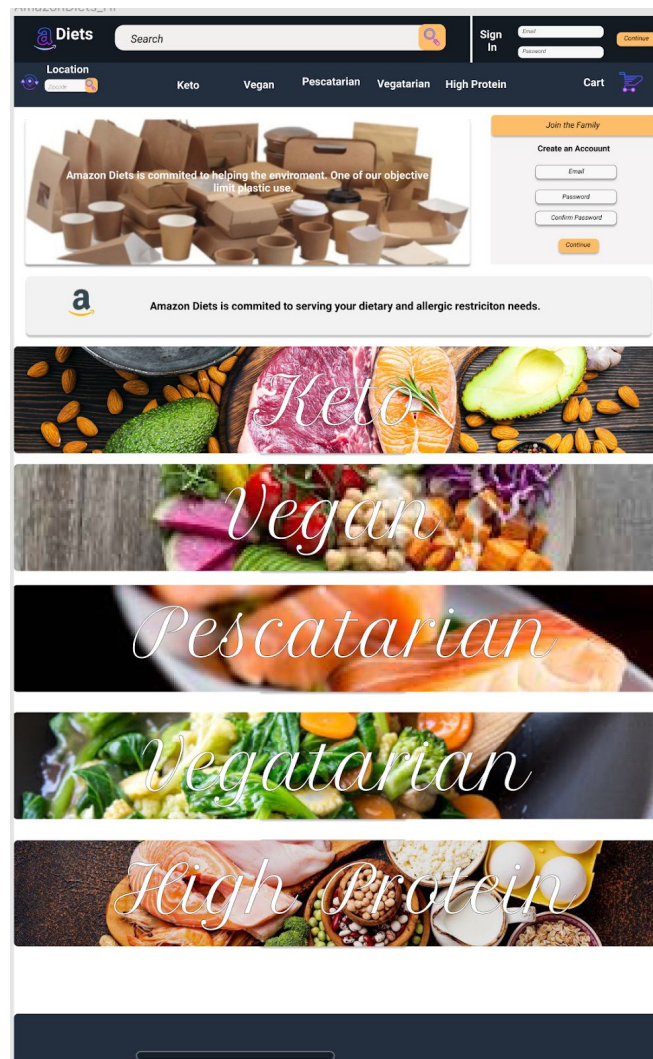 AmazonDiets_Hi
a Diets
Search
Sign
In
Email
Password
Continue
Location
Zipcode
Keto
Vegan
Pescatarian
Vegatarian
High Protein
Cart
Amazon Diets is commited to helping the enviroment. One of our objective
limit plastic use.
Join the Family
Create an Accouunt
Email
Password
Confirm Password
Continue
a
Amazon Diets is commited to serving your dietary and allergic restriciton needs.
Keto
Vegan
Pescatarian
Vegatarian
High Protein